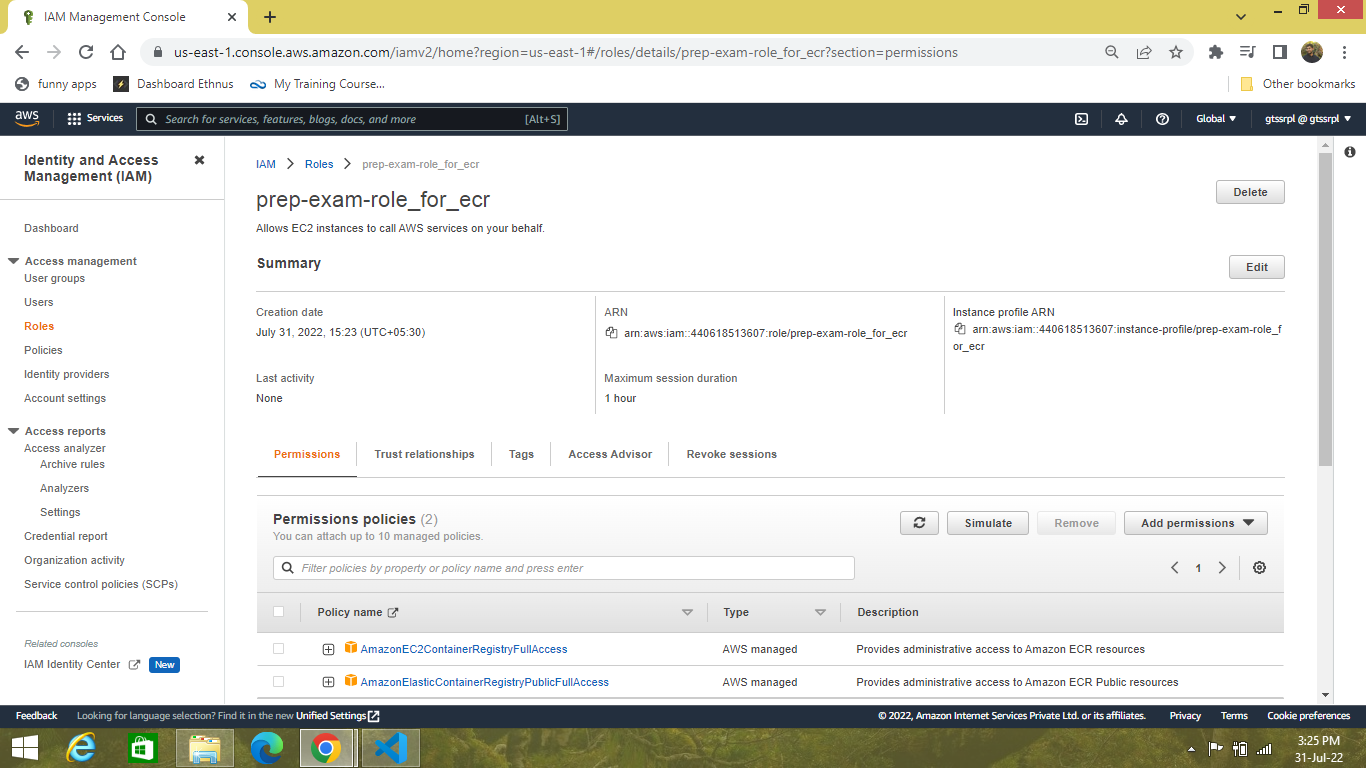 IAM Management Console
us-east-1.console.aws.amazon.com/iamv2/home?region=us-east-1#/roles/details/prep-exam-role_for_ecr?section=permissions
funny apps Dashboard Ethnus My Training Course... Other bookmarks
aws Services Search for services, features, blogs, docs, and more [Alt+S] Global gtssrpl @ gtssrpl
Identity and Access
Management (IAM)
Dashboard
Access management
User groups
Users
Roles
Policies
Identity providers
Account settings
Access reports
Access analyzer
Archive rules
Analyzers
Settings
Credential report
Organization activity
Service control policies (SCPs)
Related consoles
IAM Identity Center New
IAM Roles prep-exam-role_for_ecr
prep-exam-role_for_ecr Delete
Allows EC2 instances to call AWS services on your behalf.
Summary Edit
Creation date
July 31, 2022, 15:23 (UTC+05:30)
Last activity
None
ARN
arn:aws:iam::440618513607:role/prep-exam-role_for_ecr
Maximum session duration
1 hour
Instance profile ARN
arn:aws:iam::440618513607:instance-profile/prep-exam-role_f
or_ecr
Permissions Trust relationships Tags Access Advisor Revoke sessions
Permissions policies (2) Simulate Remove Add permissions
You can attach up to 10 managed policies.
Filter policies by property or policy name and press enter 1
Policy name Type Description
AmazonEC2ContainerRegistryFullAccess AWS managed Provides administrative access to Amazon ECR resources
AmazonElasticContainerRegistryPublicFullAccess AWS managed Provides administrative access to Amazon ECR Public resources
Feedback Looking for language selection? Find it in the new Unified Settings © 2022, Amazon Internet Services Private Ltd. or its affiliates. Privacy Terms Cookie preferences
3:25 PM
31-Jul-22